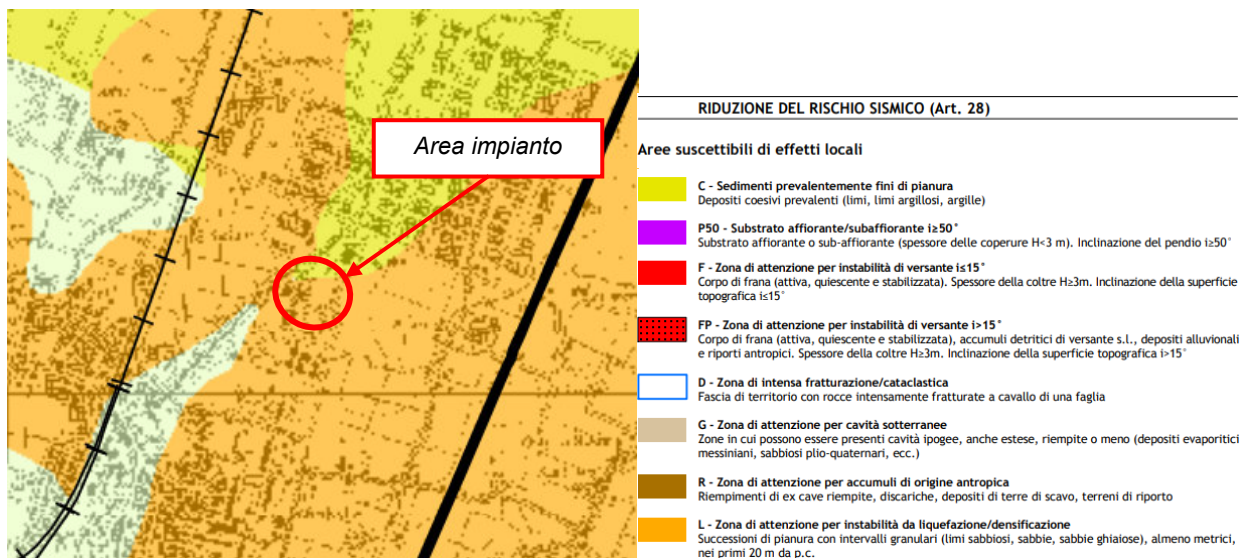 Area impianto
RIDUZIONE DEL RISCHIO SISMICO (Art. 28)
Aree suscettibili di effetti locali
C - Sedimenti prevalentemente fini di pianura
Depositi coesivi prevalenti (limi, limi argillosi, argille)
P50 - Substrato affiorante/subaffiorante i≥50°
Substrato affiorante o sub-affiorante (spessore delle coperure H<3 m). Inclinazione del pendio i≥50°
F - Zona di attenzione per instabilità di versante i≤15°
Corpo di frana (attiva, quiescente e stabilizzata). Spessore della coltre H≥3m. Inclinazione della superficie
topografica i≤15°
FP - Zona di attenzione per instabilità di versante i>15°
Corpo di frana (attiva, quiescente e stabilizzata), accumuli detritici di versante s.l., depositi alluvionali
e riporti antropici. Spessore della coltre H≥3m. Inclinazione della superficie topografica i>15°
D - Zona di intensa fratturazione/cataclastica
Fascia di territorio con rocce intensamente fratturate a cavallo di una faglia
G - Zona di attenzione per cavità sotterranee
Zone in cui possono essere presenti cavità ipogee, anche estese, riempite o meno (depositi evaporitici
messiniani, sabbiosi plio-quaternari, ecc.)
R - Zona di attenzione per accumuli di origine antropica
Riempimenti di ex cave riempite, discariche, depositi di terre di scavo, terreni di riporto
L - Zona di attenzione per instabilità da liquefazione/densificazione
Successioni di pianura con intervalli granulari (limi sabbiosi, sabbie, sabbie ghiaiose), almeno metrici,
nei primi 20 m da p.c.